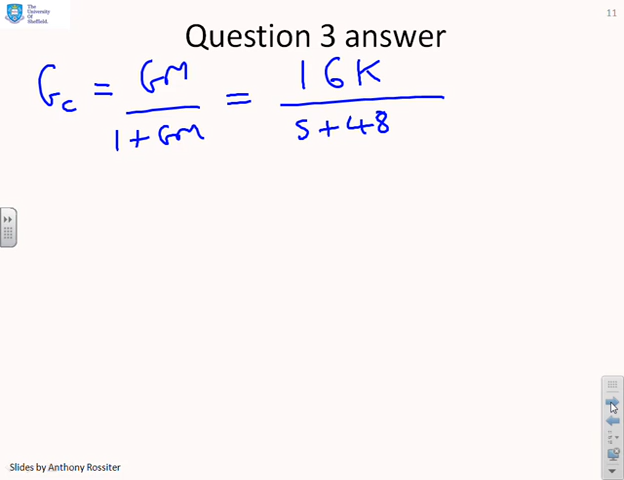 The
University
Of
Sheffield.
11
Question 3 answer
Gc = GM / 1 + GM = 16K / s + 48
Slides by Anthony Rossiter